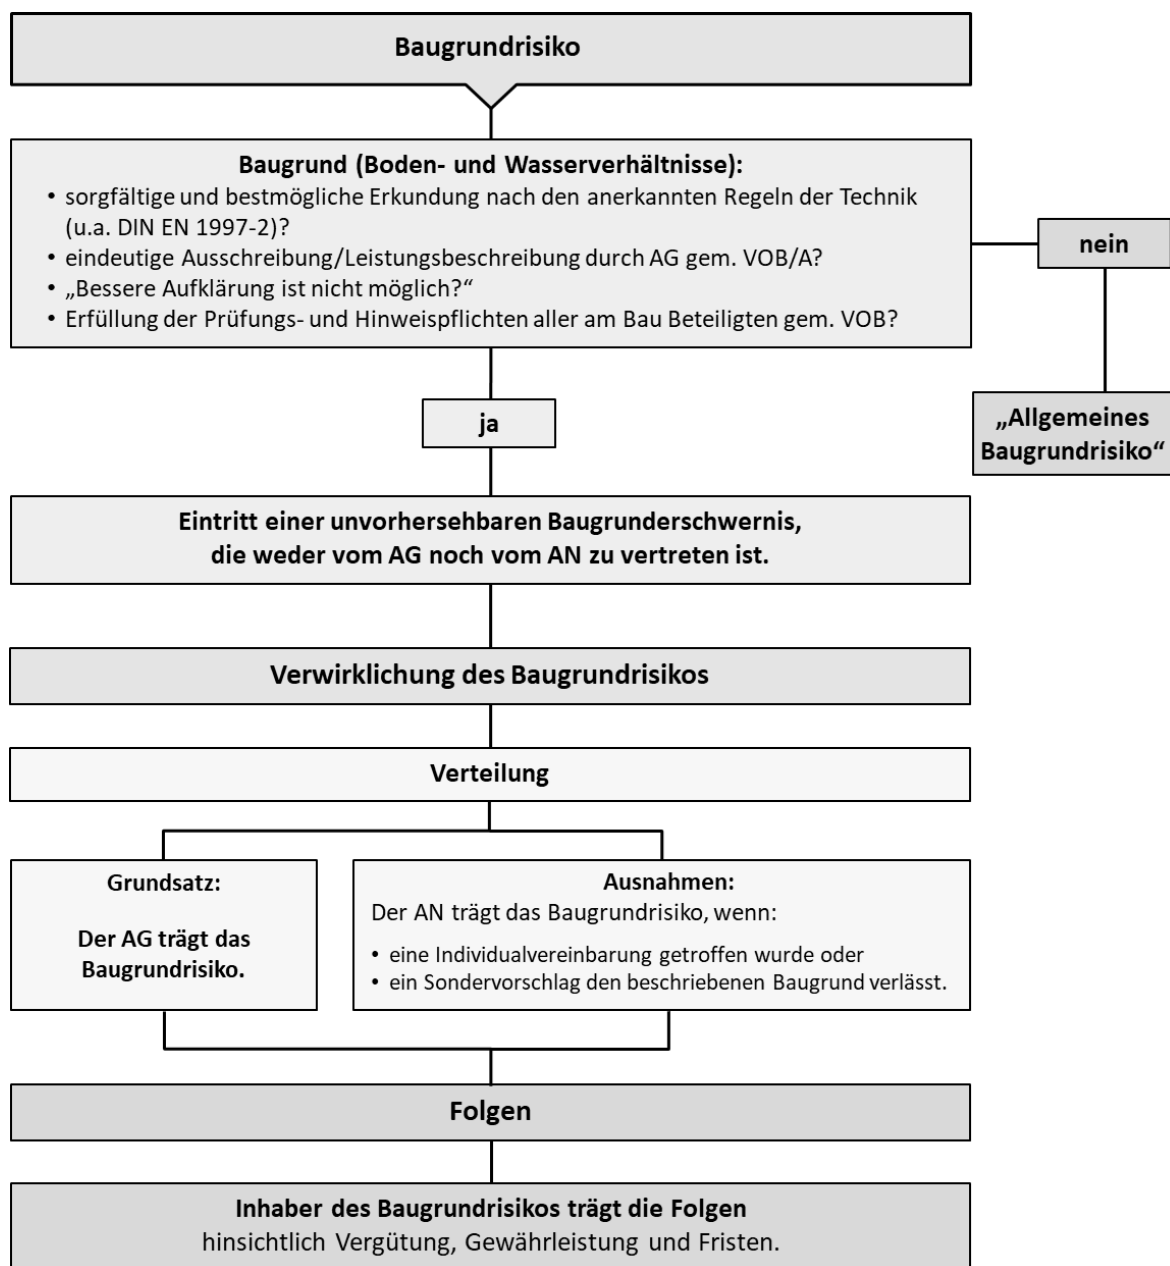 Baugrundrisiko
Baugrund (Boden- und Wasserverhältnisse):
• sorgfältige und bestmögliche Erkundung nach den anerkannten Regeln der Technik
(u.a. DIN EN 1997-2)?
• eindeutige Ausschreibung/Leistungsbeschreibung durch AG gem. VOB/A?
• „Bessere Aufklärung ist nicht möglich?“
• Erfüllung der Prüfungs- und Hinweispflichten aller am Bau Beteiligten gem. VOB?
nein
„Allgemeines
Baugrundrisiko“
ja
Eintritt einer unvorhersehbaren Baugrunderschwernis,
die weder vom AG noch vom AN zu vertreten ist.
Verwirklichung des Baugrundrisikos
Verteilung
Grundsatz:
Der AG trägt das
Baugrundrisiko.
Ausnahmen:
Der AN trägt das Baugrundrisiko, wenn:
• eine Individualvereinbarung getroffen wurde oder
• ein Sondervorschlag den beschriebenen Baugrund verlässt.
Folgen
Inhaber des Baugrundrisikos trägt die Folgen
hinsichtlich Vergütung, Gewährleistung und Fristen.